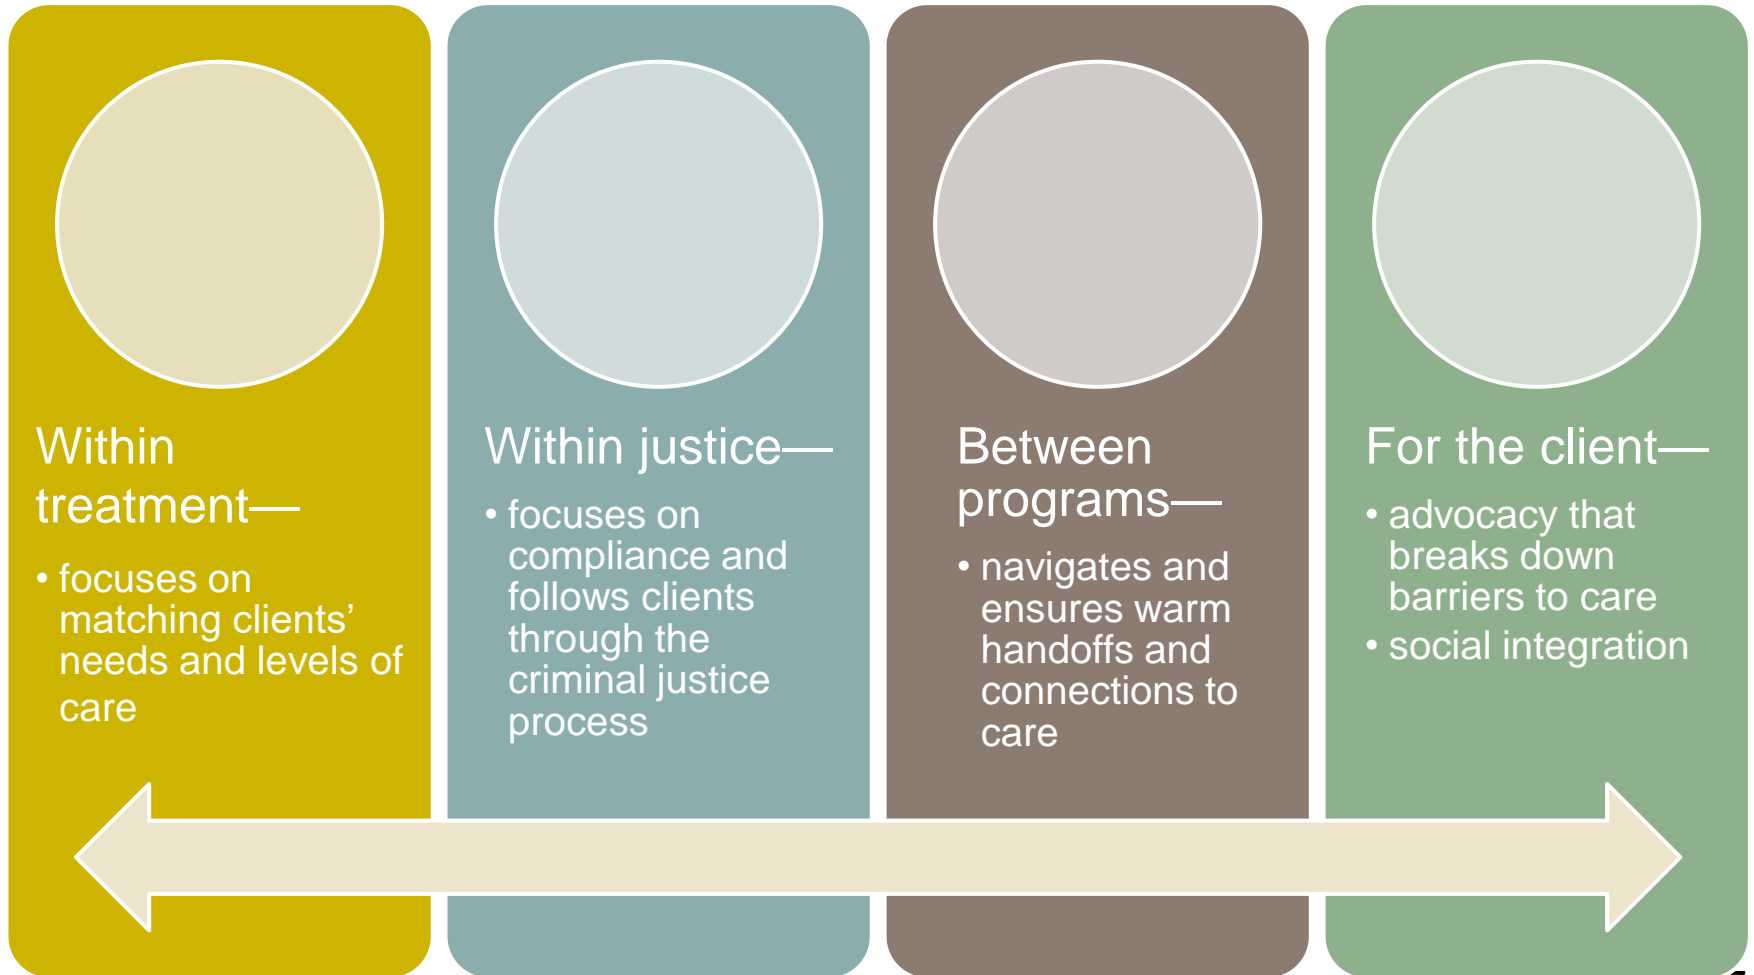 Within
treatment—
• focuses on
matching clients’
needs and levels of
care
Within justice—
• focuses on
compliance and
follows clients
through the
criminal justice
process
Between
programs—
• navigates and
ensures warm
handoffs and
connections to
care
For the client—
• advocacy that
breaks down
barriers to care
• social integration